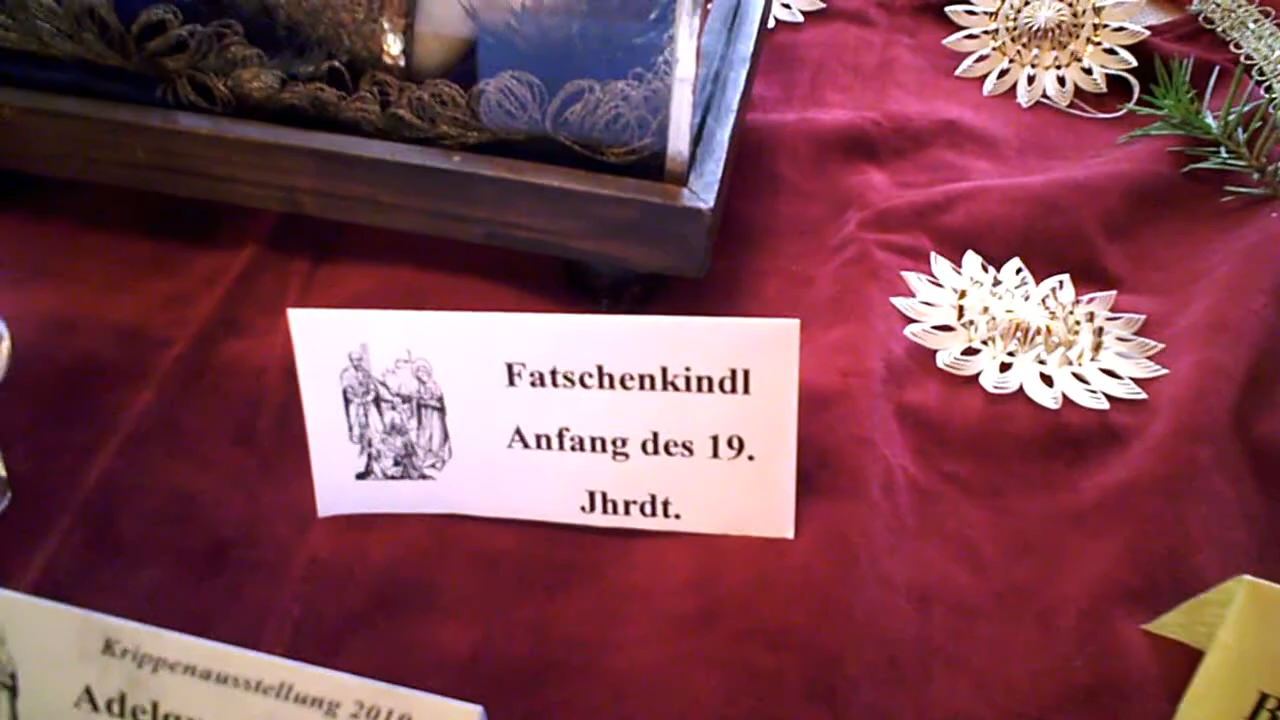 Fatschenkindl
Anfang des 19.
Jhrdt.
Krippenausstellung 2010